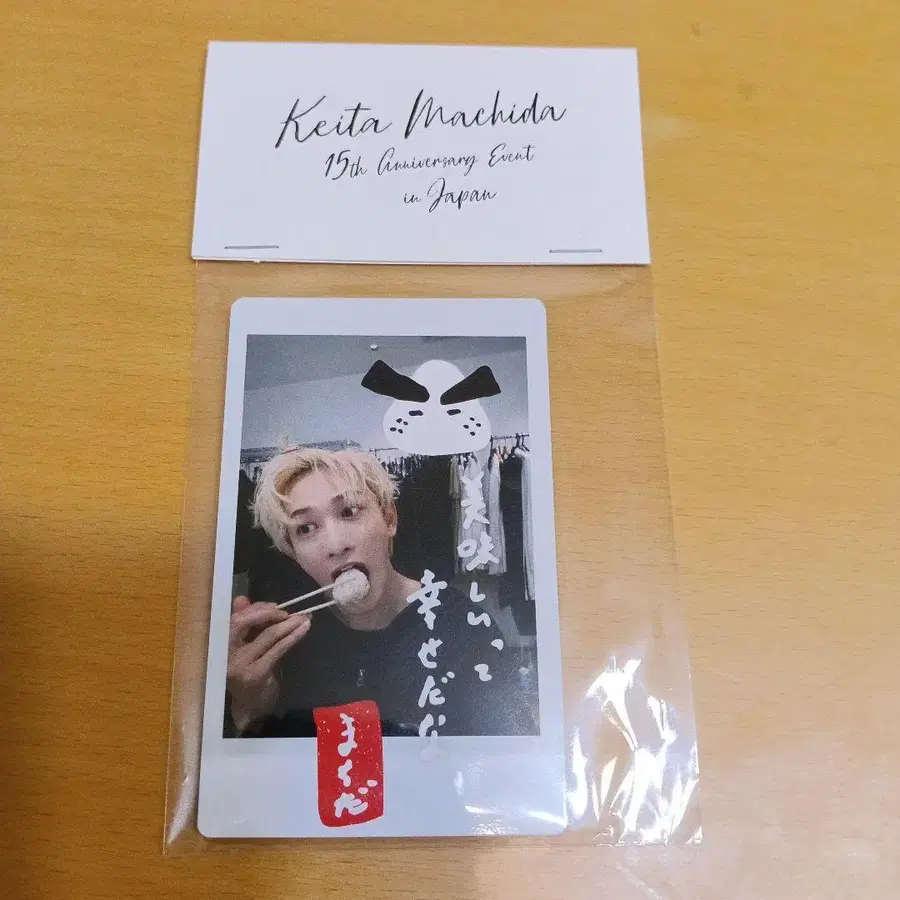 Keita Machida
15th Anniversary Event
in Japan
美味しいって
幸せだな
まちだ